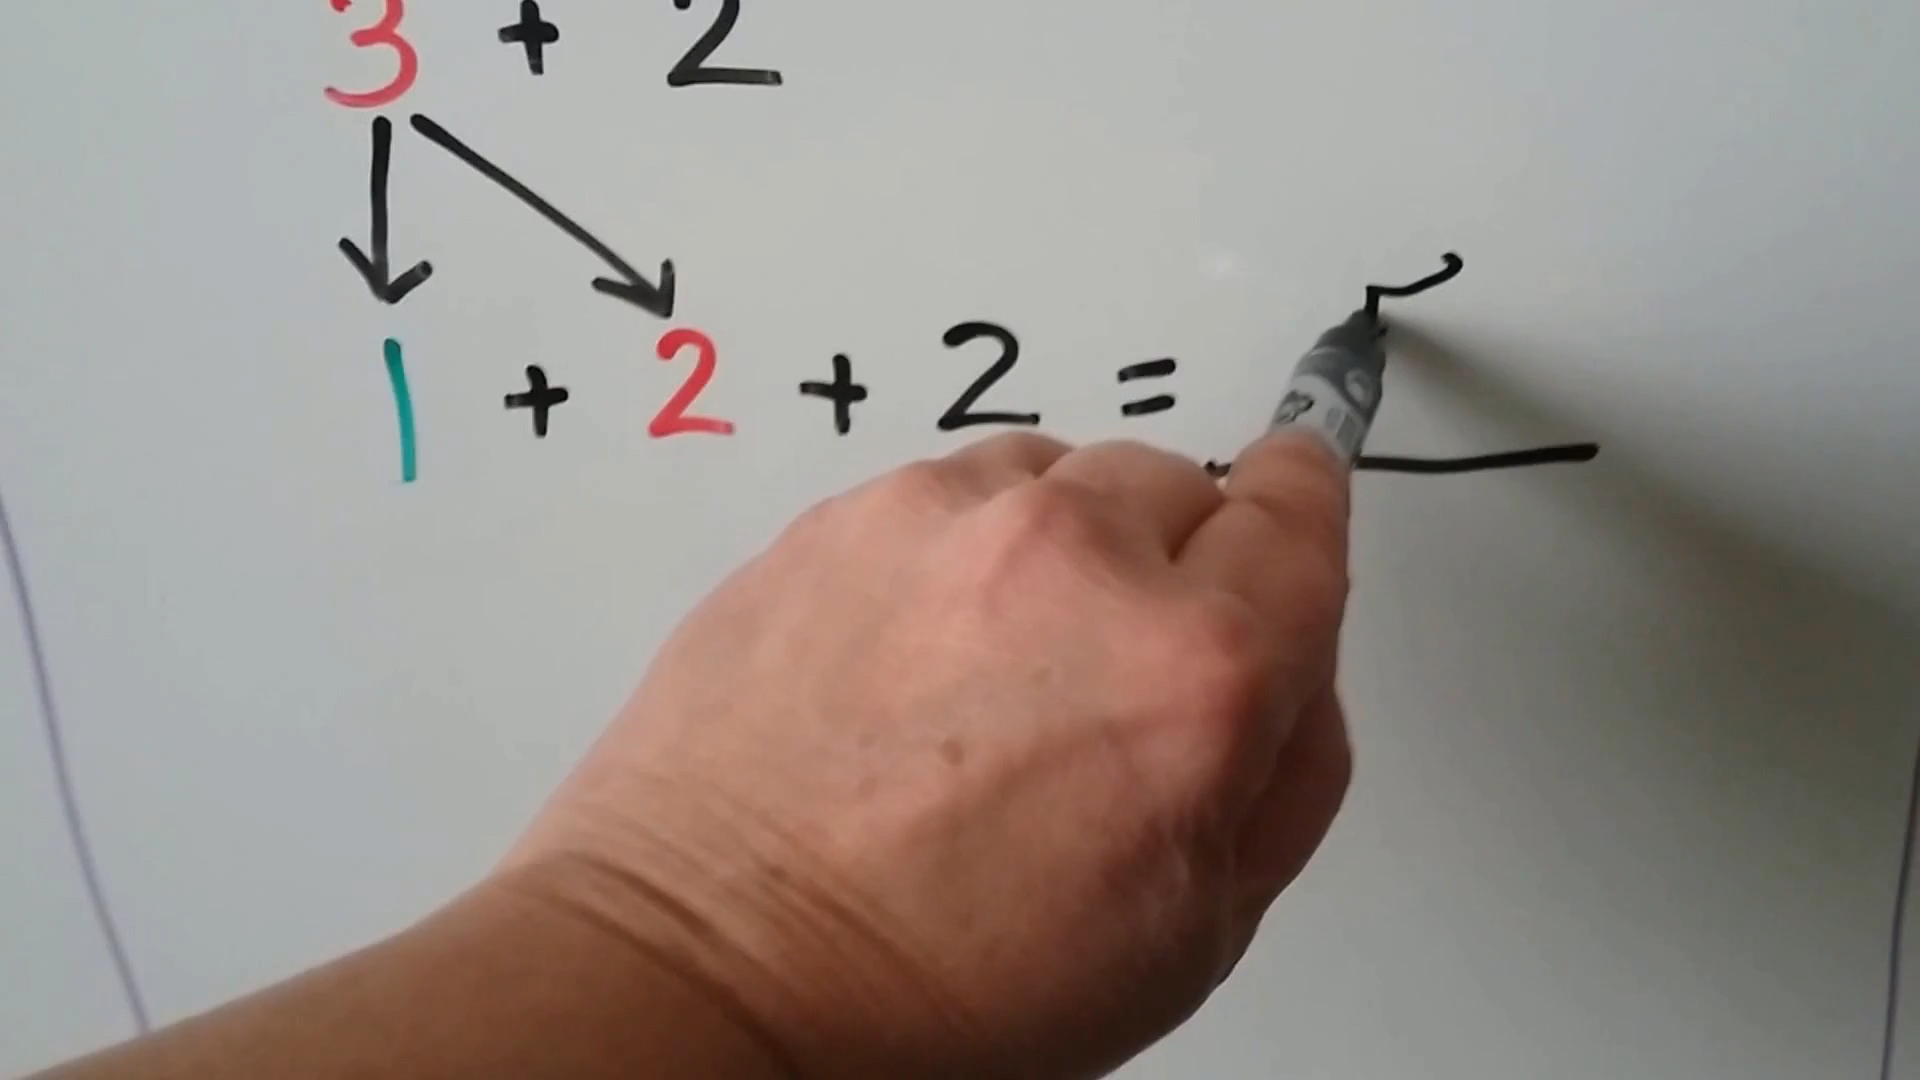 3 + 2
1 + 2 + 2 =